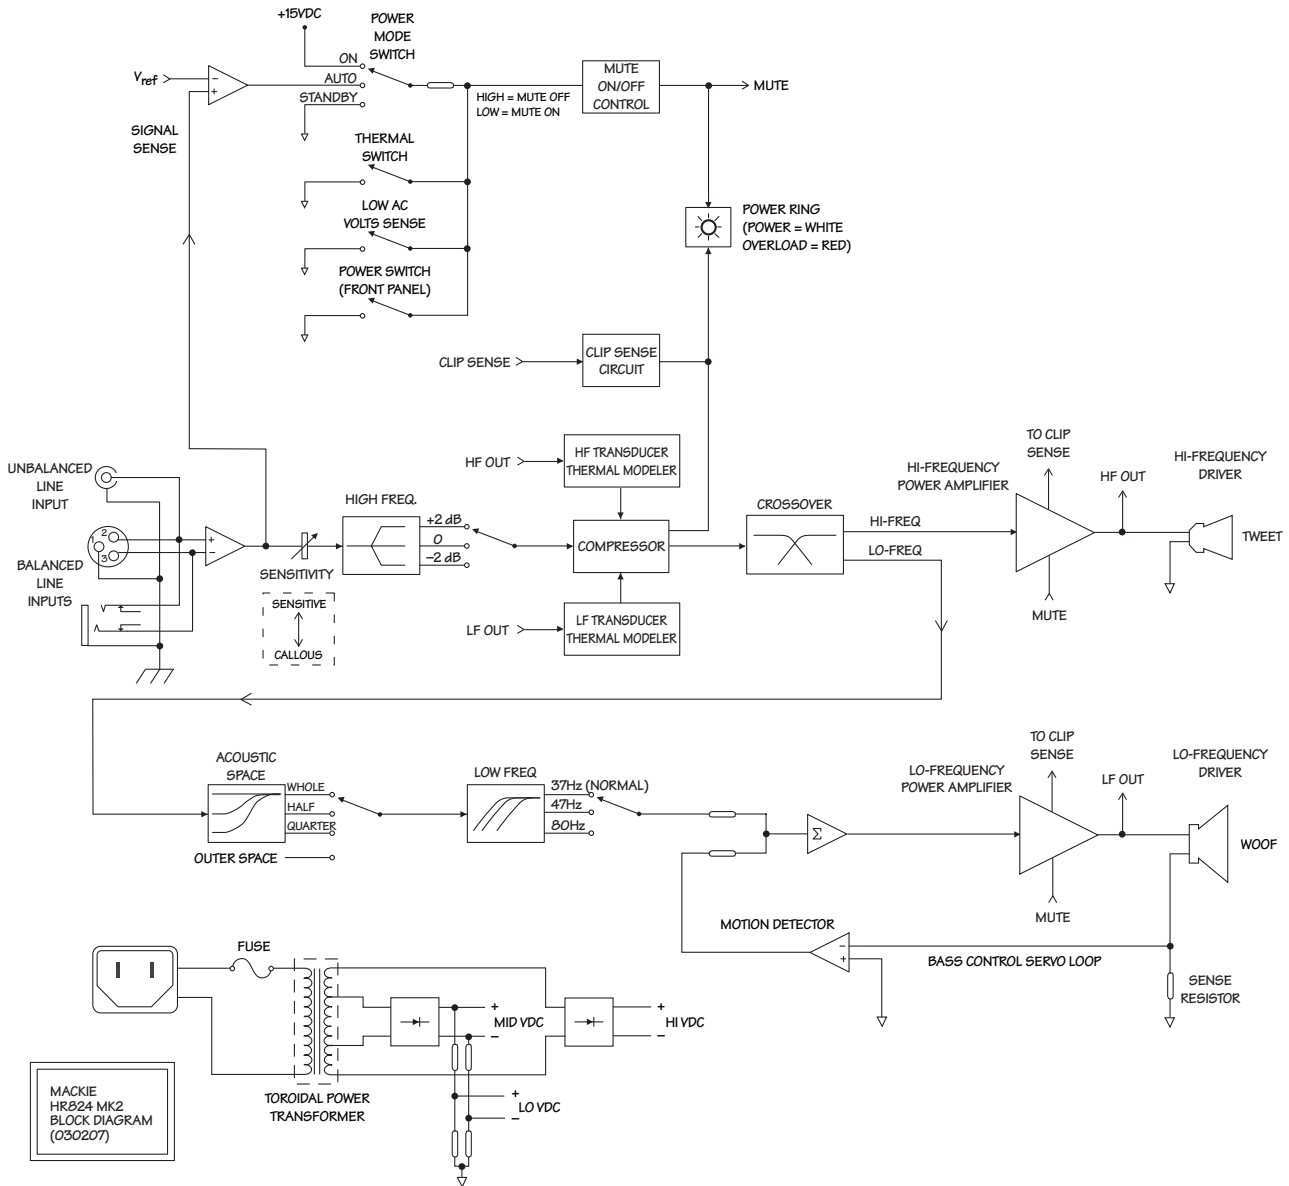 +15VDC
POWER
MODE
SWITCH
ON
Vref
−
+
AUTO
STANDBY
SIGNAL
SENSE
HIGH = MUTE OFF
LOW = MUTE ON
MUTE
ON/OFF
CONTROL
MUTE
THERMAL
SWITCH
LOW AC
VOLTS SENSE
POWER SWITCH
(FRONT PANEL)
POWER RING
(POWER = WHITE
OVERLOAD = RED)
CLIP SENSE
CLIP SENSE
CIRCUIT
UNBALANCED
LINE
INPUT
1
2
3
BALANCED
LINE
INPUTS
+
−
SENSITIVITY
SENSITIVE
CALLOUS
HIGH FREQ.
+2 dB
0
−2 dB
HF OUT
HF TRANSDUCER
THERMAL MODELER
COMPRESSOR
LF OUT
LF TRANSDUCER
THERMAL MODELER
CROSSOVER
HI-FREQ
LO-FREQ
HI-FREQUENCY
POWER AMPLIFIER
TO CLIP
SENSE
HF OUT
MUTE
HI-FREQUENCY
DRIVER
TWEET
ACOUSTIC
SPACE
WHOLE
HALF
QUARTER
OUTER SPACE
LOW FREQ
37Hz (NORMAL)
47Hz
80Hz
Σ
LO-FREQUENCY
POWER AMPLIFIER
TO CLIP
SENSE
LF OUT
MUTE
LO-FREQUENCY
DRIVER
WOOF
MOTION DETECTOR
−
+
BASS CONTROL SERVO LOOP
SENSE
RESISTOR
FUSE
TOROIDAL POWER
TRANSFORMER
+
MID VDC
−
+
HI VDC
−
+
LO VDC
−
MACKIE
HR824 MK2
BLOCK DIAGRAM
(030207)